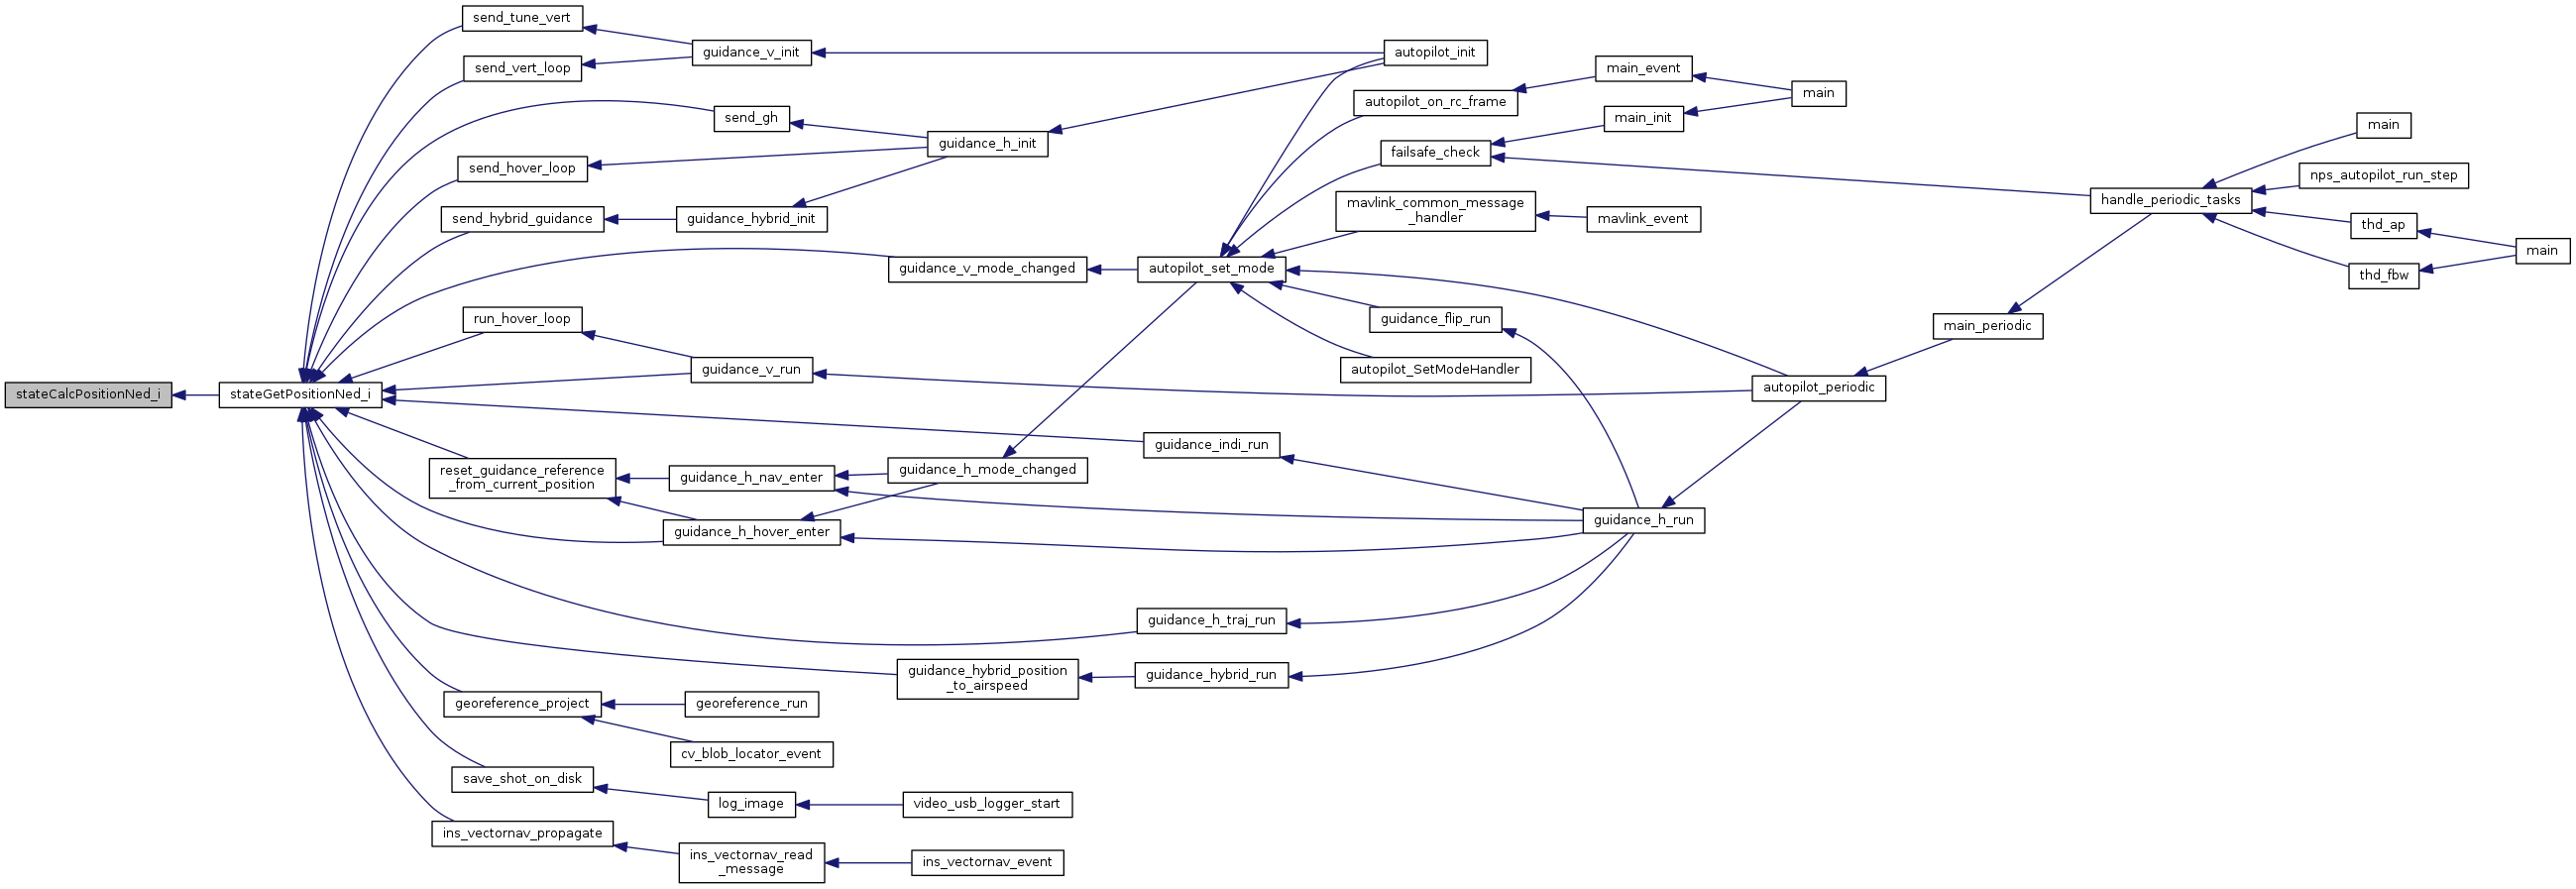 send_tune_vert
guidance_v_init
autopilot_init
send_vert_loop
main_event
main
autopilot_on_rc_frame
send_gh
main_init
main
guidance_h_init
failsafe_check
send_hover_loop
nps_autopilot_run_step
handle_periodic_tasks
mavlink_common_message
_handler
send_hybrid_guidance
guidance_hybrid_init
mavlink_event
thd_ap
main
guidance_v_mode_changed
autopilot_set_mode
thd_fbw
run_hover_loop
guidance_flip_run
main_periodic
guidance_v_run
autopilot_SetModeHandler
autopilot_periodic
stateCalcPositionNed_i
stateGetPositionNed_i
guidance_indi_run
reset_guidance_reference
_from_current_position
guidance_h_nav_enter
guidance_h_mode_changed
guidance_h_hover_enter
guidance_h_run
guidance_h_traj_run
guidance_hybrid_position
_to_airspeed
guidance_hybrid_run
georeference_project
georeference_run
cv_blob_locator_event
save_shot_on_disk
log_image
video_usb_logger_start
ins_vectornav_propagate
ins_vectornav_read
_message
ins_vectornav_event